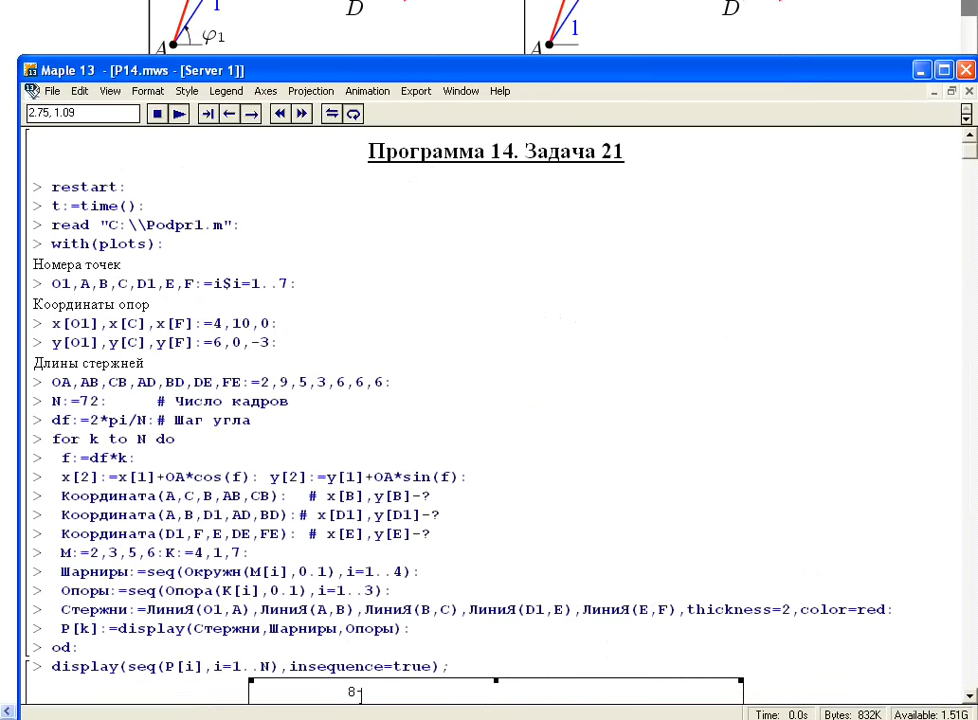 1
D
1
D
A
φ1
A
Maple 13 - [P14.mws - [Server 1]]
File Edit View Format Style Legend Axes Projection Animation Export Window Help
2.75, 1.09
Программа 14. Задача 21
> restart:
> t:=time():
> read "C:\\Podpr1.m":
> with(plots):
Номера точек
> O1,A,B,C,D1,E,F:=i$i=1..7:
Координаты опор
> x[O1],x[C],x[F]:=4,10,0:
> y[O1],y[C],y[F]:=6,0,-3:
Длины стержней
> OA,AB,CB,AD,BD,DE,FE:=2,9,5,3,6,6,6:
> N:=72: # Число кадров
> df:=2*pi/N:# Шаг угла
> for k to N do
> f:=df*k:
> x[2]:=x[1]+OA*cos(f): y[2]:=y[1]+OA*sin(f):
> Координата(A,C,B,AB,CB): # x[B],y[B]-?
> Координата(A,B,D1,AD,BD):# x[D1],y[D1]-?
> Координата(D1,F,E,DE,FE): # x[E],y[E]-?
> M:=2,3,5,6:K:=4,1,7:
> Шарниры:=seq(Окружн(M[i],0.1),i=1..4):
> Опоры:=seq(Опора(K[i],0.1),i=1..3):
> Стержни:=ЛиниЯ(O1,A),ЛиниЯ(A,B),ЛиниЯ(B,C),ЛиниЯ(D1,E),ЛиниЯ(E,F),thickness=2,color=red:
> P[k]:=display(Стержни,Шарниры,Опоры):
> od:
> display(seq(P[i],i=1..N),insequence=true);
8
Time: 0.0s Bytes: 832K Available: 1.51G